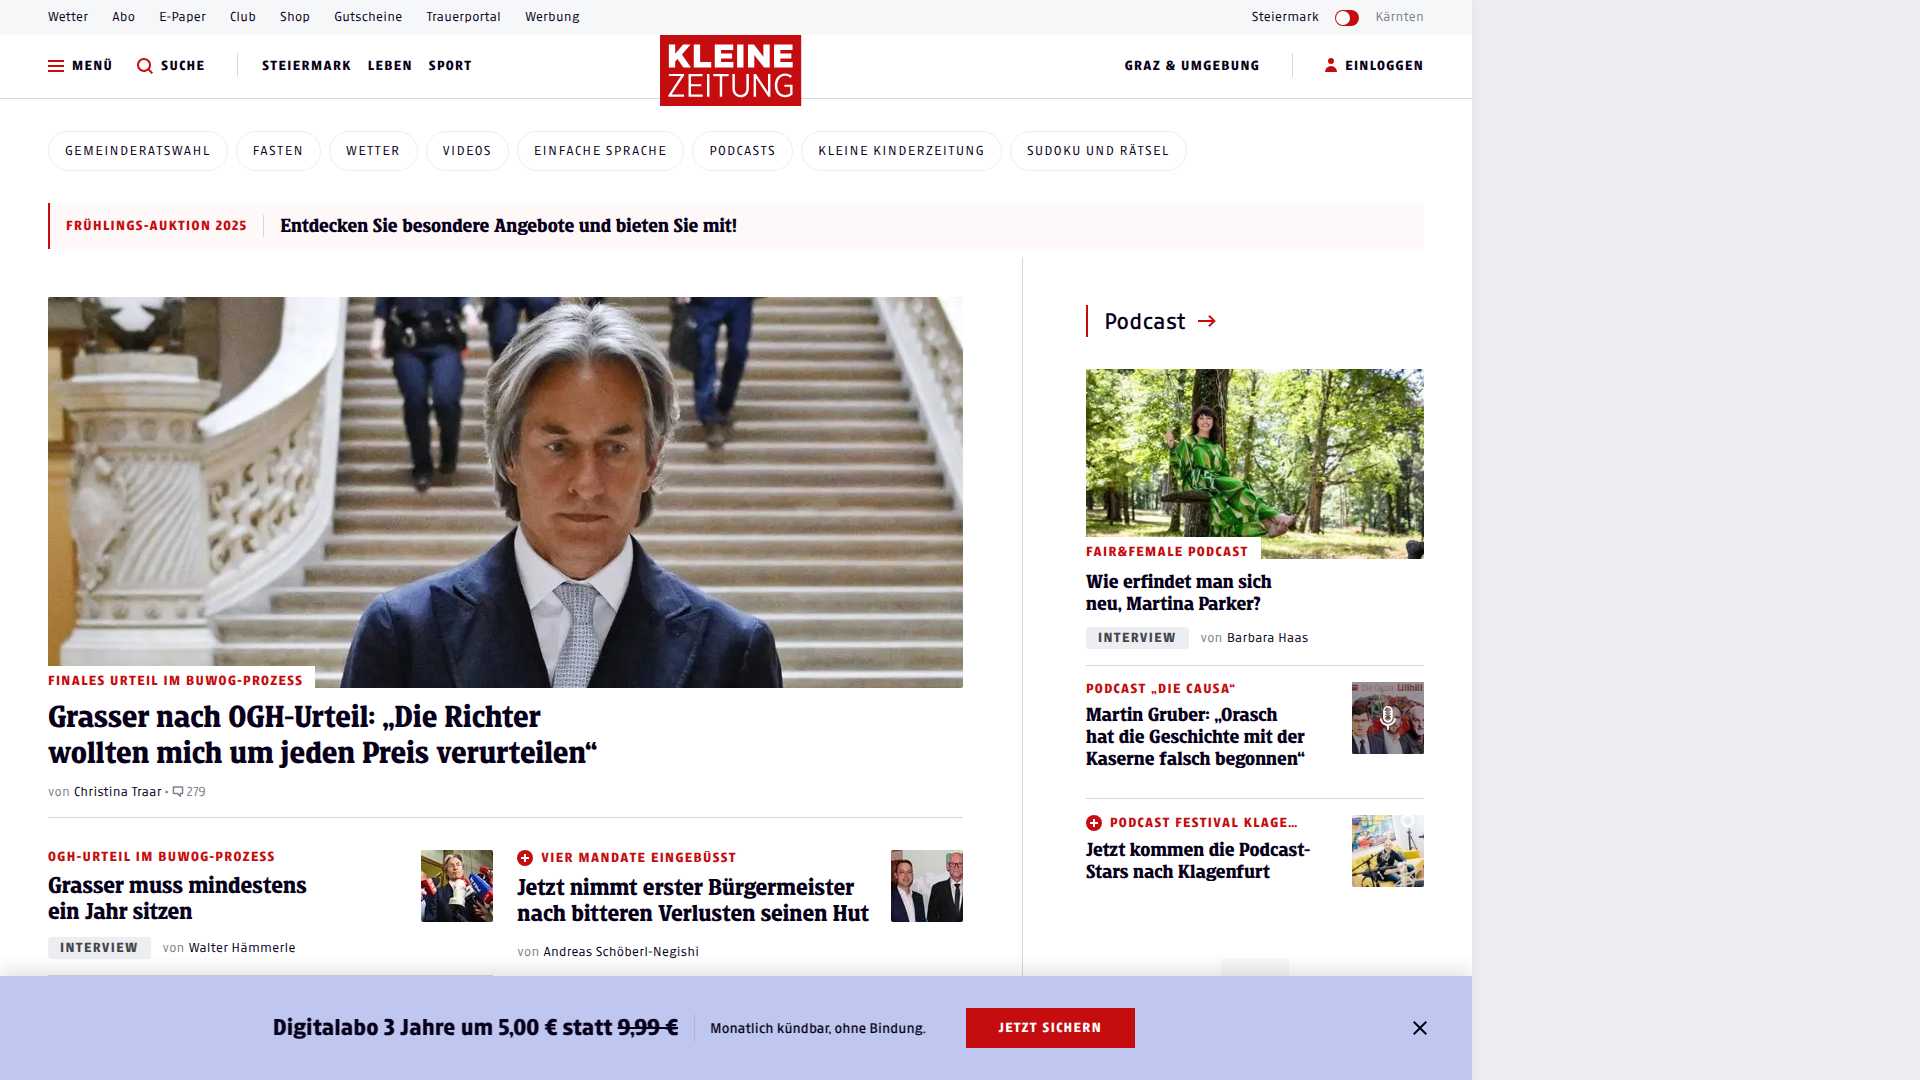 Wetter Abo E-Paper Club Shop Gutscheine Trauerportal Werbung Steiermark Kärnten
MENÜ SUCHE STEIERMARK LEBEN SPORT
KLEINE
ZEITUNG
GRAZ & UMGEBUNG EINLOGGEN
GEMEINDERATSWAHL FASTEN WETTER VIDEOS EINFACHE SPRACHE PODCASTS KLEINE KINDERZEITUNG SUDOKU UND RÄTSEL
FRÜHLINGS-AUKTION 2025 Entdecken Sie besondere Angebote und bieten Sie mit!
FINALES URTEIL IM BUWOG-PROZESS
Grasser nach OGH-Urteil: „Die Richter
wollten mich um jeden Preis verurteilen“
von Christina Traar • 279
OGH-URTEIL IM BUWOG-PROZESS
Grasser muss mindestens
ein Jahr sitzen
INTERVIEW von Walter Hämmerle
VIER MANDATE EINGEBÜSST
Jetzt nimmt erster Bürgermeister
nach bitteren Verlusten seinen Hut
von Andreas Schöberl-Negishi
Podcast
FAIR&FEMALE PODCAST
Wie erfindet man sich
neu, Martina Parker?
INTERVIEW von Barbara Haas
PODCAST „DIE CAUSA“
Martin Gruber: „Orasch
hat die Geschichte mit der
Kaserne falsch begonnen“
PODCAST FESTIVAL KLAGE…
Jetzt kommen die Podcast-
Stars nach Klagenfurt
Digitalabo 3 Jahre um 5,00 € statt 9,99 € Monatlich kündbar, ohne Bindung. JETZT SICHERN